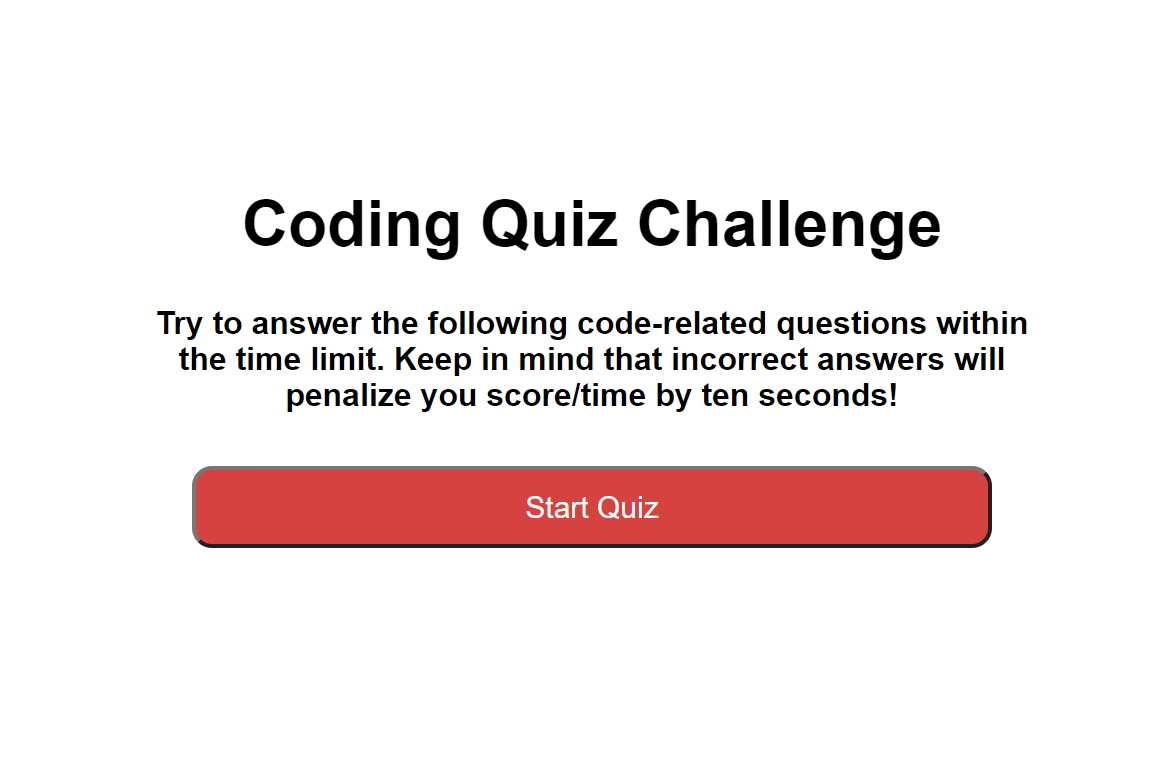 Coding Quiz Challenge
Try to answer the following code-related questions within
the time limit. Keep in mind that incorrect answers will
penalize you score/time by ten seconds!
Start Quiz